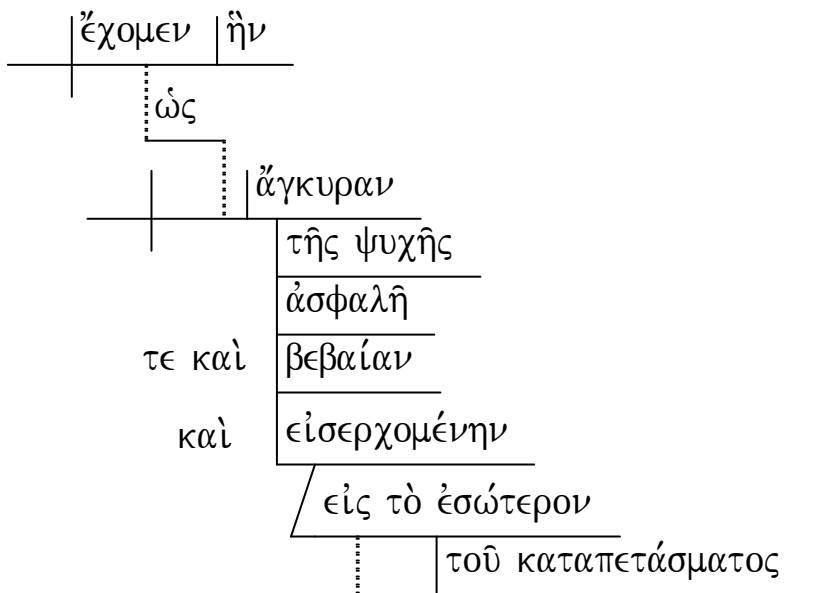 ἔχομεν ἣν
ὡς
ἄγκυραν
τῆς ψυχῆς
ἀσφαλῆ
τε καὶ βεβαίαν
καὶ εἰσερχομένην
εἰς τὸ ἐσώτερον
τοῦ καταπετάσματος